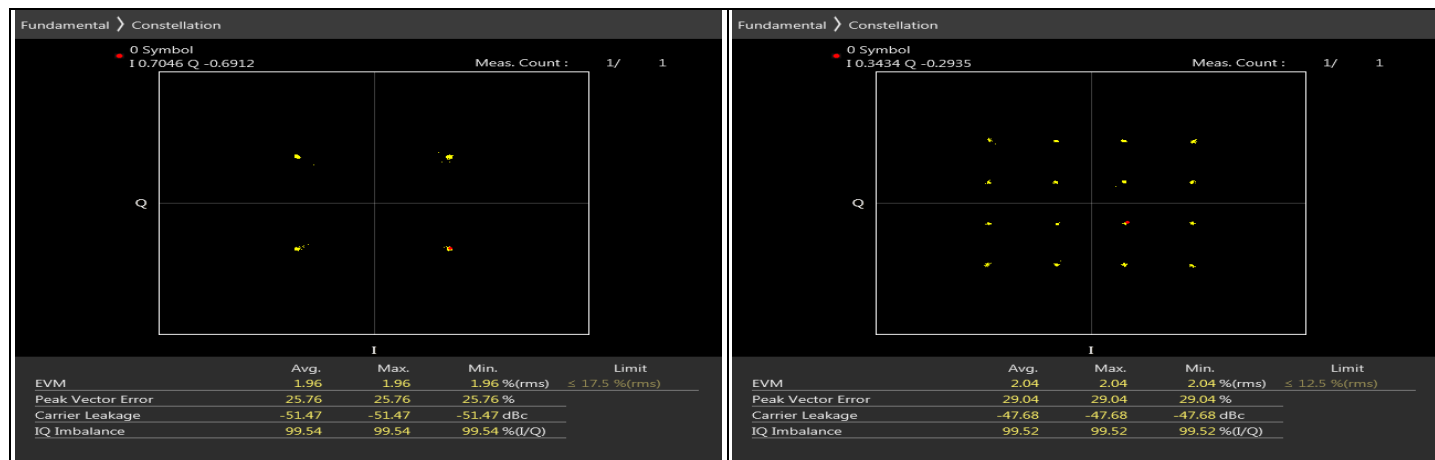 Fundamental ❯ Constellation
0 Symbol
I 0.7046 Q -0.6912
Meas. Count : 1/ 1
Q
I
Avg. Max. Min. Limit
EVM 1.96 1.96 1.96 %(rms) ≤ 17.5 %(rms)
Peak Vector Error 25.76 25.76 25.76 %
Carrier Leakage -51.47 -51.47 -51.47 dBc
IQ Imbalance 99.54 99.54 99.54 %(I/Q)
Fundamental ❯ Constellation
0 Symbol
I 0.3434 Q -0.2935
Meas. Count : 1/ 1
Q
I
Avg. Max. Min. Limit
EVM 2.04 2.04 2.04 %(rms) ≤ 12.5 %(rms)
Peak Vector Error 29.04 29.04 29.04 %
Carrier Leakage -47.68 -47.68 -47.68 dBc
IQ Imbalance 99.52 99.52 99.52 %(I/Q)